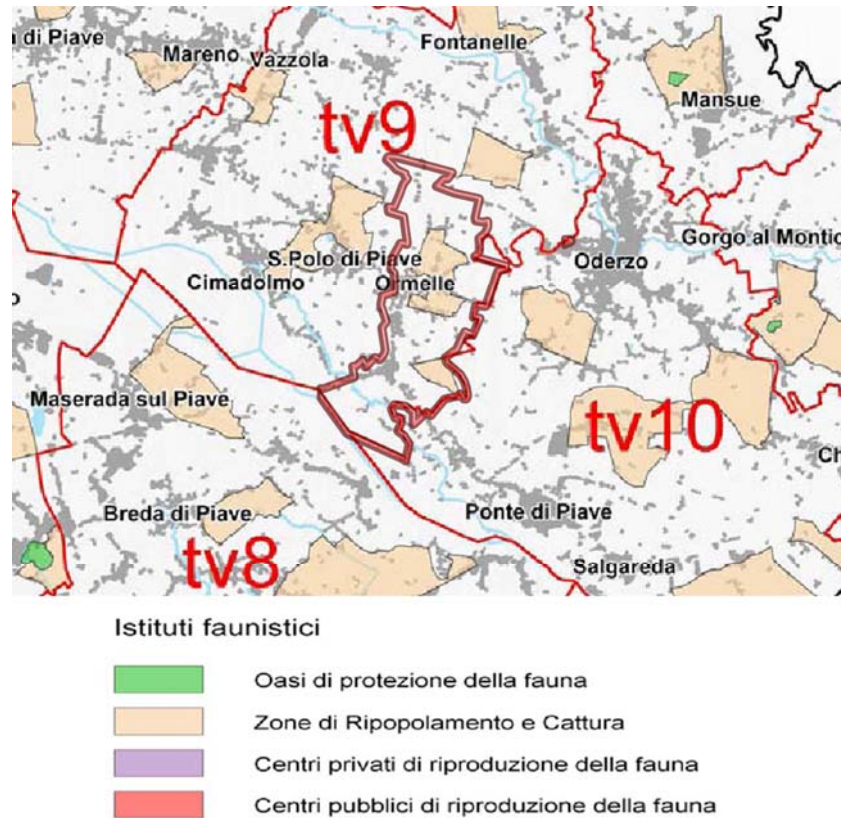 a di Piave
Mareno
Vazzola
Fontanelle
Mansue
tv9
Gorgo al Montic
S.Polo di Piave
Oderzo
Cimadolmo
Ormelle
o
Maserada sul Piave
tv10
Ch
Breda di Piave
Ponte di Piave
tv8
Salgareda
Istituti faunistici
Oasi di protezione della fauna
Zone di Ripopolamento e Cattura
Centri privati di riproduzione della fauna
Centri pubblici di riproduzione della fauna